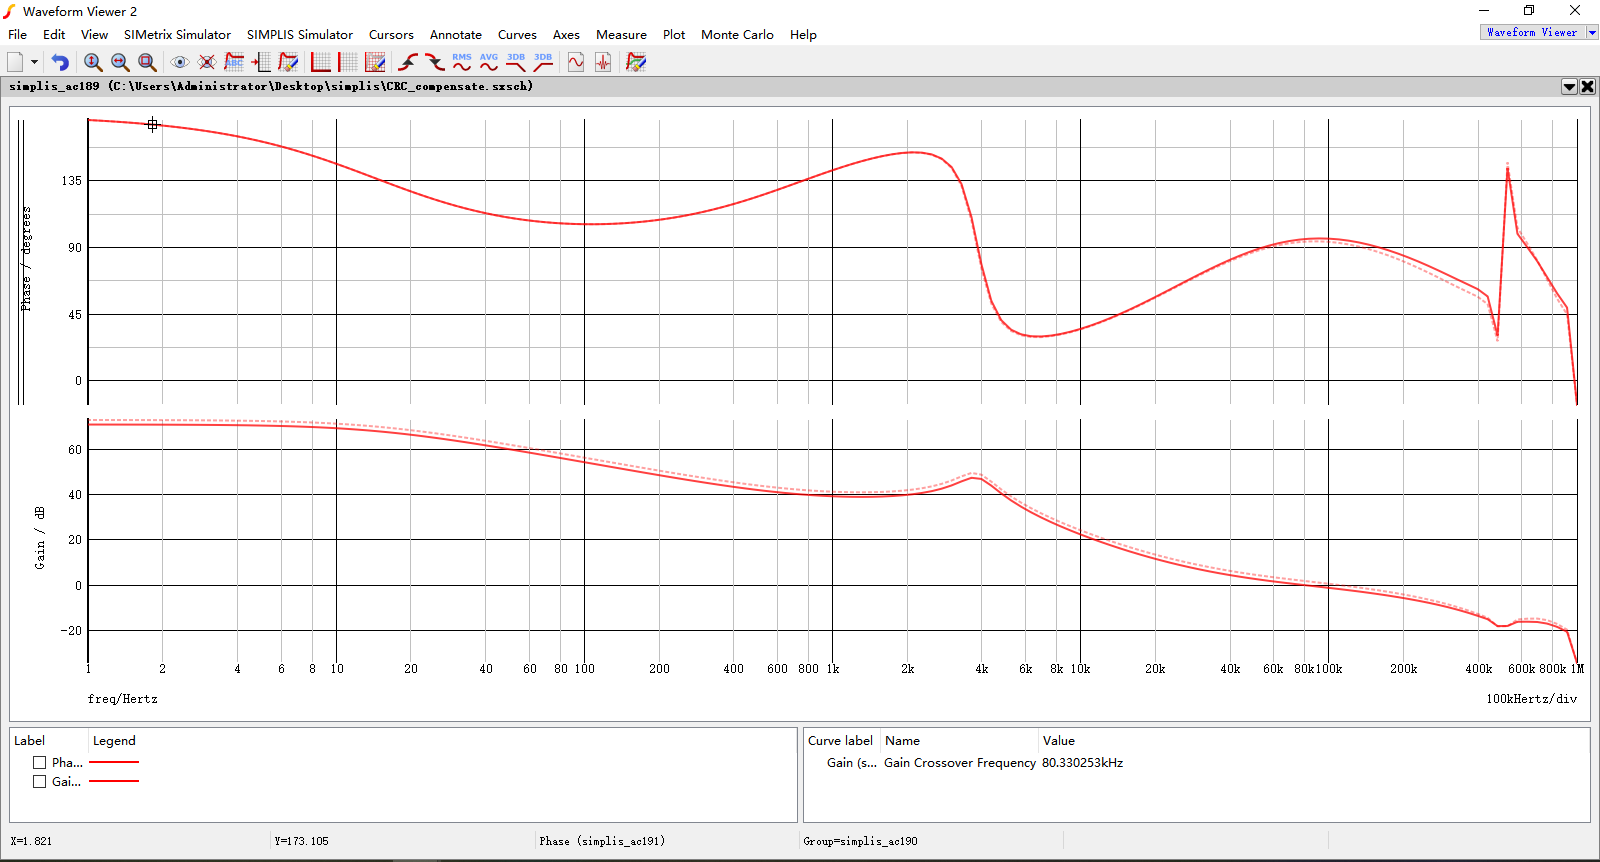 Waveform Viewer 2
File Edit View SIMetrix Simulator SIMPLIS Simulator Cursors Annotate Curves Axes Measure Plot Monte Carlo Help
Waveform Viewer
ABC RMS AVG 3DB 3DB
simplis_ac189 (C:\Users\Administrator\Desktop\simplis\CRC_compensate.sxsch)
Phase / degrees
135
90
45
0
Gain / dB
60
40
20
0
-20
1 2 4 6 8 10 20 40 60 80 100 200 400 600 800 1k 2k 4k 6k 8k 10k 20k 40k 60k 80k 100k 200k 400k 600k 800k 1M
freq/Hertz 100kHertz/div
Label Legend
Pha...
Gai...
Curve label Name Value
Gain (s... Gain Crossover Frequency 80.330253kHz
X=1.821 Y=173.105 Phase (simplis_ac191) Group=simplis_ac190